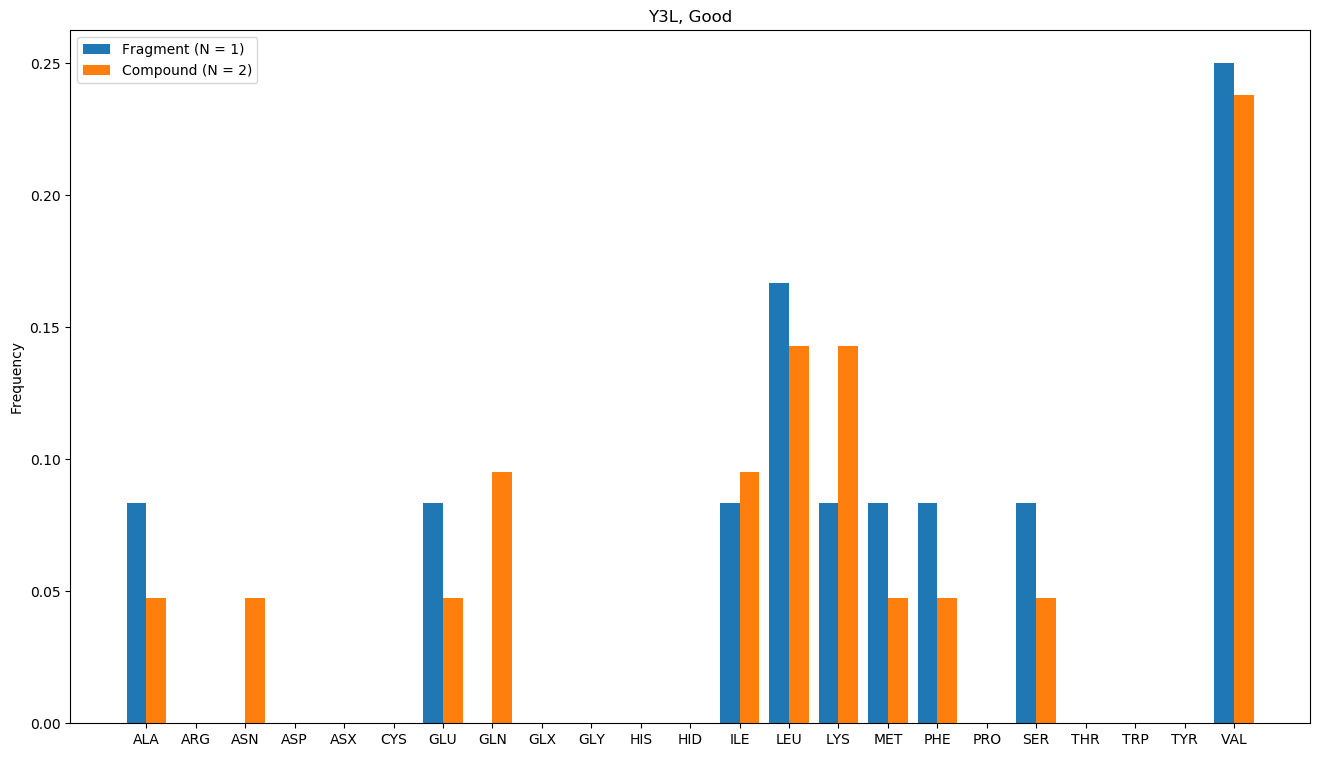 Y3L, Good
Fragment (N = 1)
Compound (N = 2)
Frequency
0.25
0.20
0.15
0.10
0.05
0.00
ALA ARG ASN ASP ASX CYS GLU GLN GLX GLY HIS HID ILE LEU LYS MET PHE PRO SER THR TRP TYR VAL